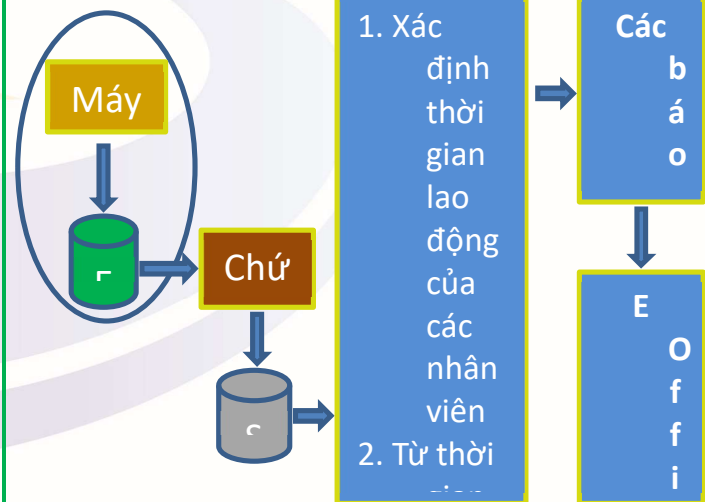 Máy
Chứ
1. Xác
định
thời
gian
lao
động
của
các
nhân
viên
2. Từ thời
Các
b
á
o
E
O
f
f
i